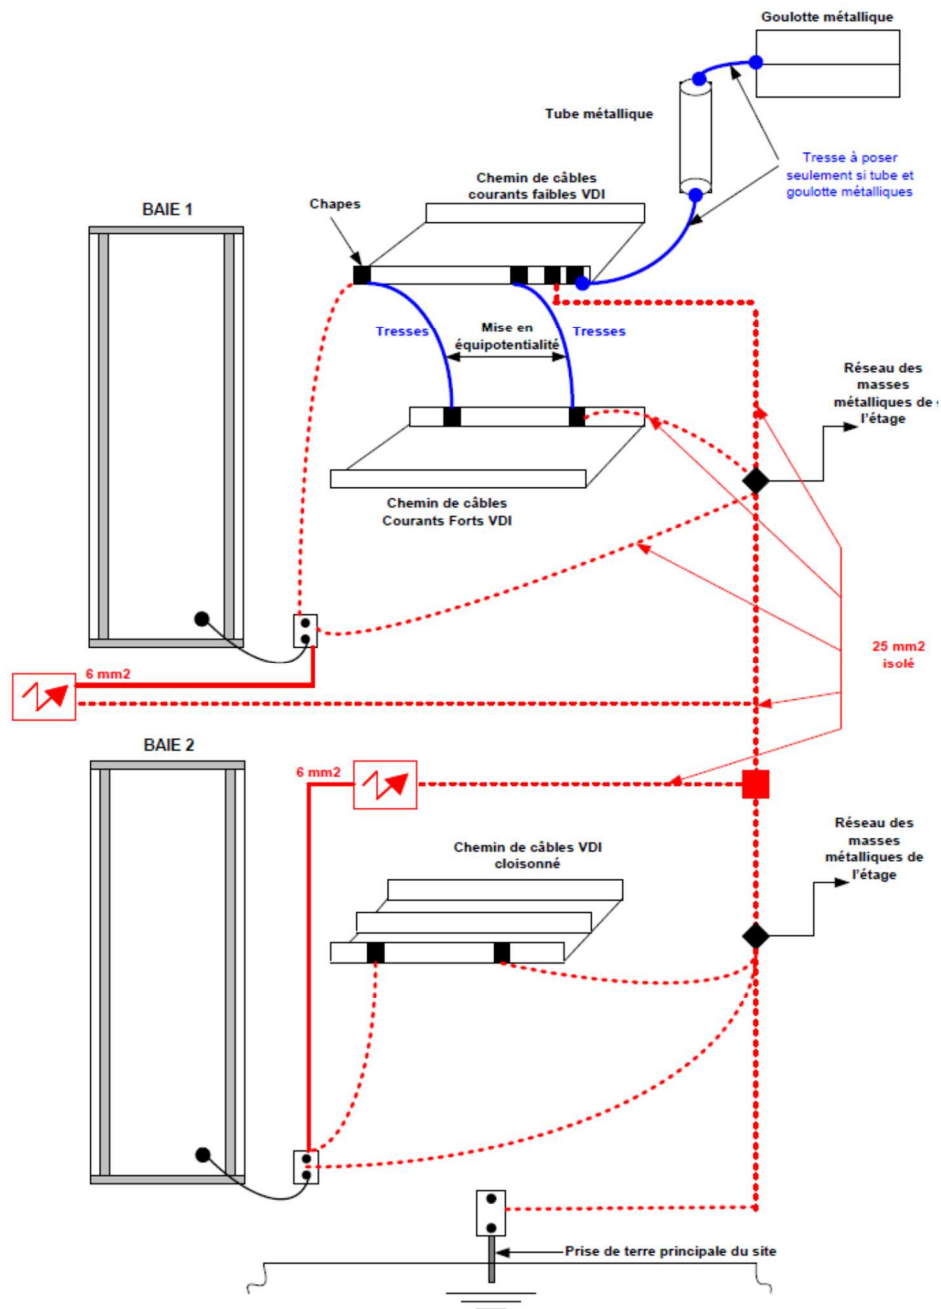 Goulotte métallique
Tube métallique
Tresse à poser
seulement si tube et
goulotte métalliques
Chemin de câbles
courants faibles VDI
Chapes
BAIE 1
Tresses
Mise en
équipotentialité
Tresses
Réseau des
masses
métalliques de
l'étage
Chemin de câbles
Courants Forts VDI
25 mm2
isolé
6 mm2
BAIE 2
6 mm2
Réseau des
masses
métalliques de
l'étage
Chemin de câbles VDI
cloisonné
Prise de terre principale du site